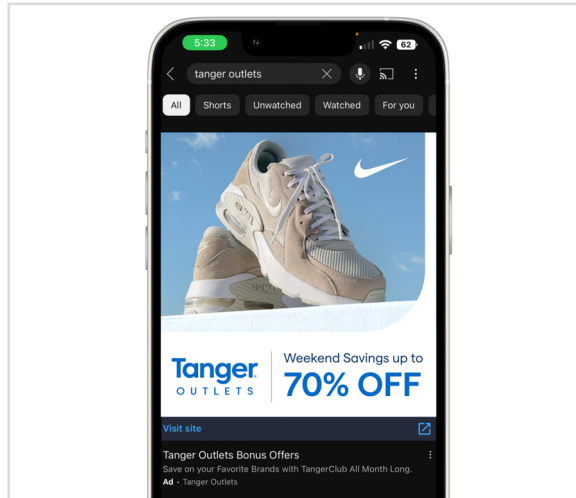 5:33
62
tanger outlets
All Shorts Unwatched Watched For you
Tanger
OUTLETS
Weekend Savings up to
70% OFF
Visit site
Tanger Outlets Bonus Offers
Save on your Favorite Brands with TangerClub All Month Long.
Ad • Tanger Outlets